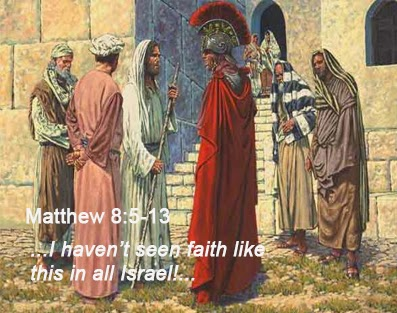 Matthew 8:5-13
...I haven't seen faith like
this in all Israel!...